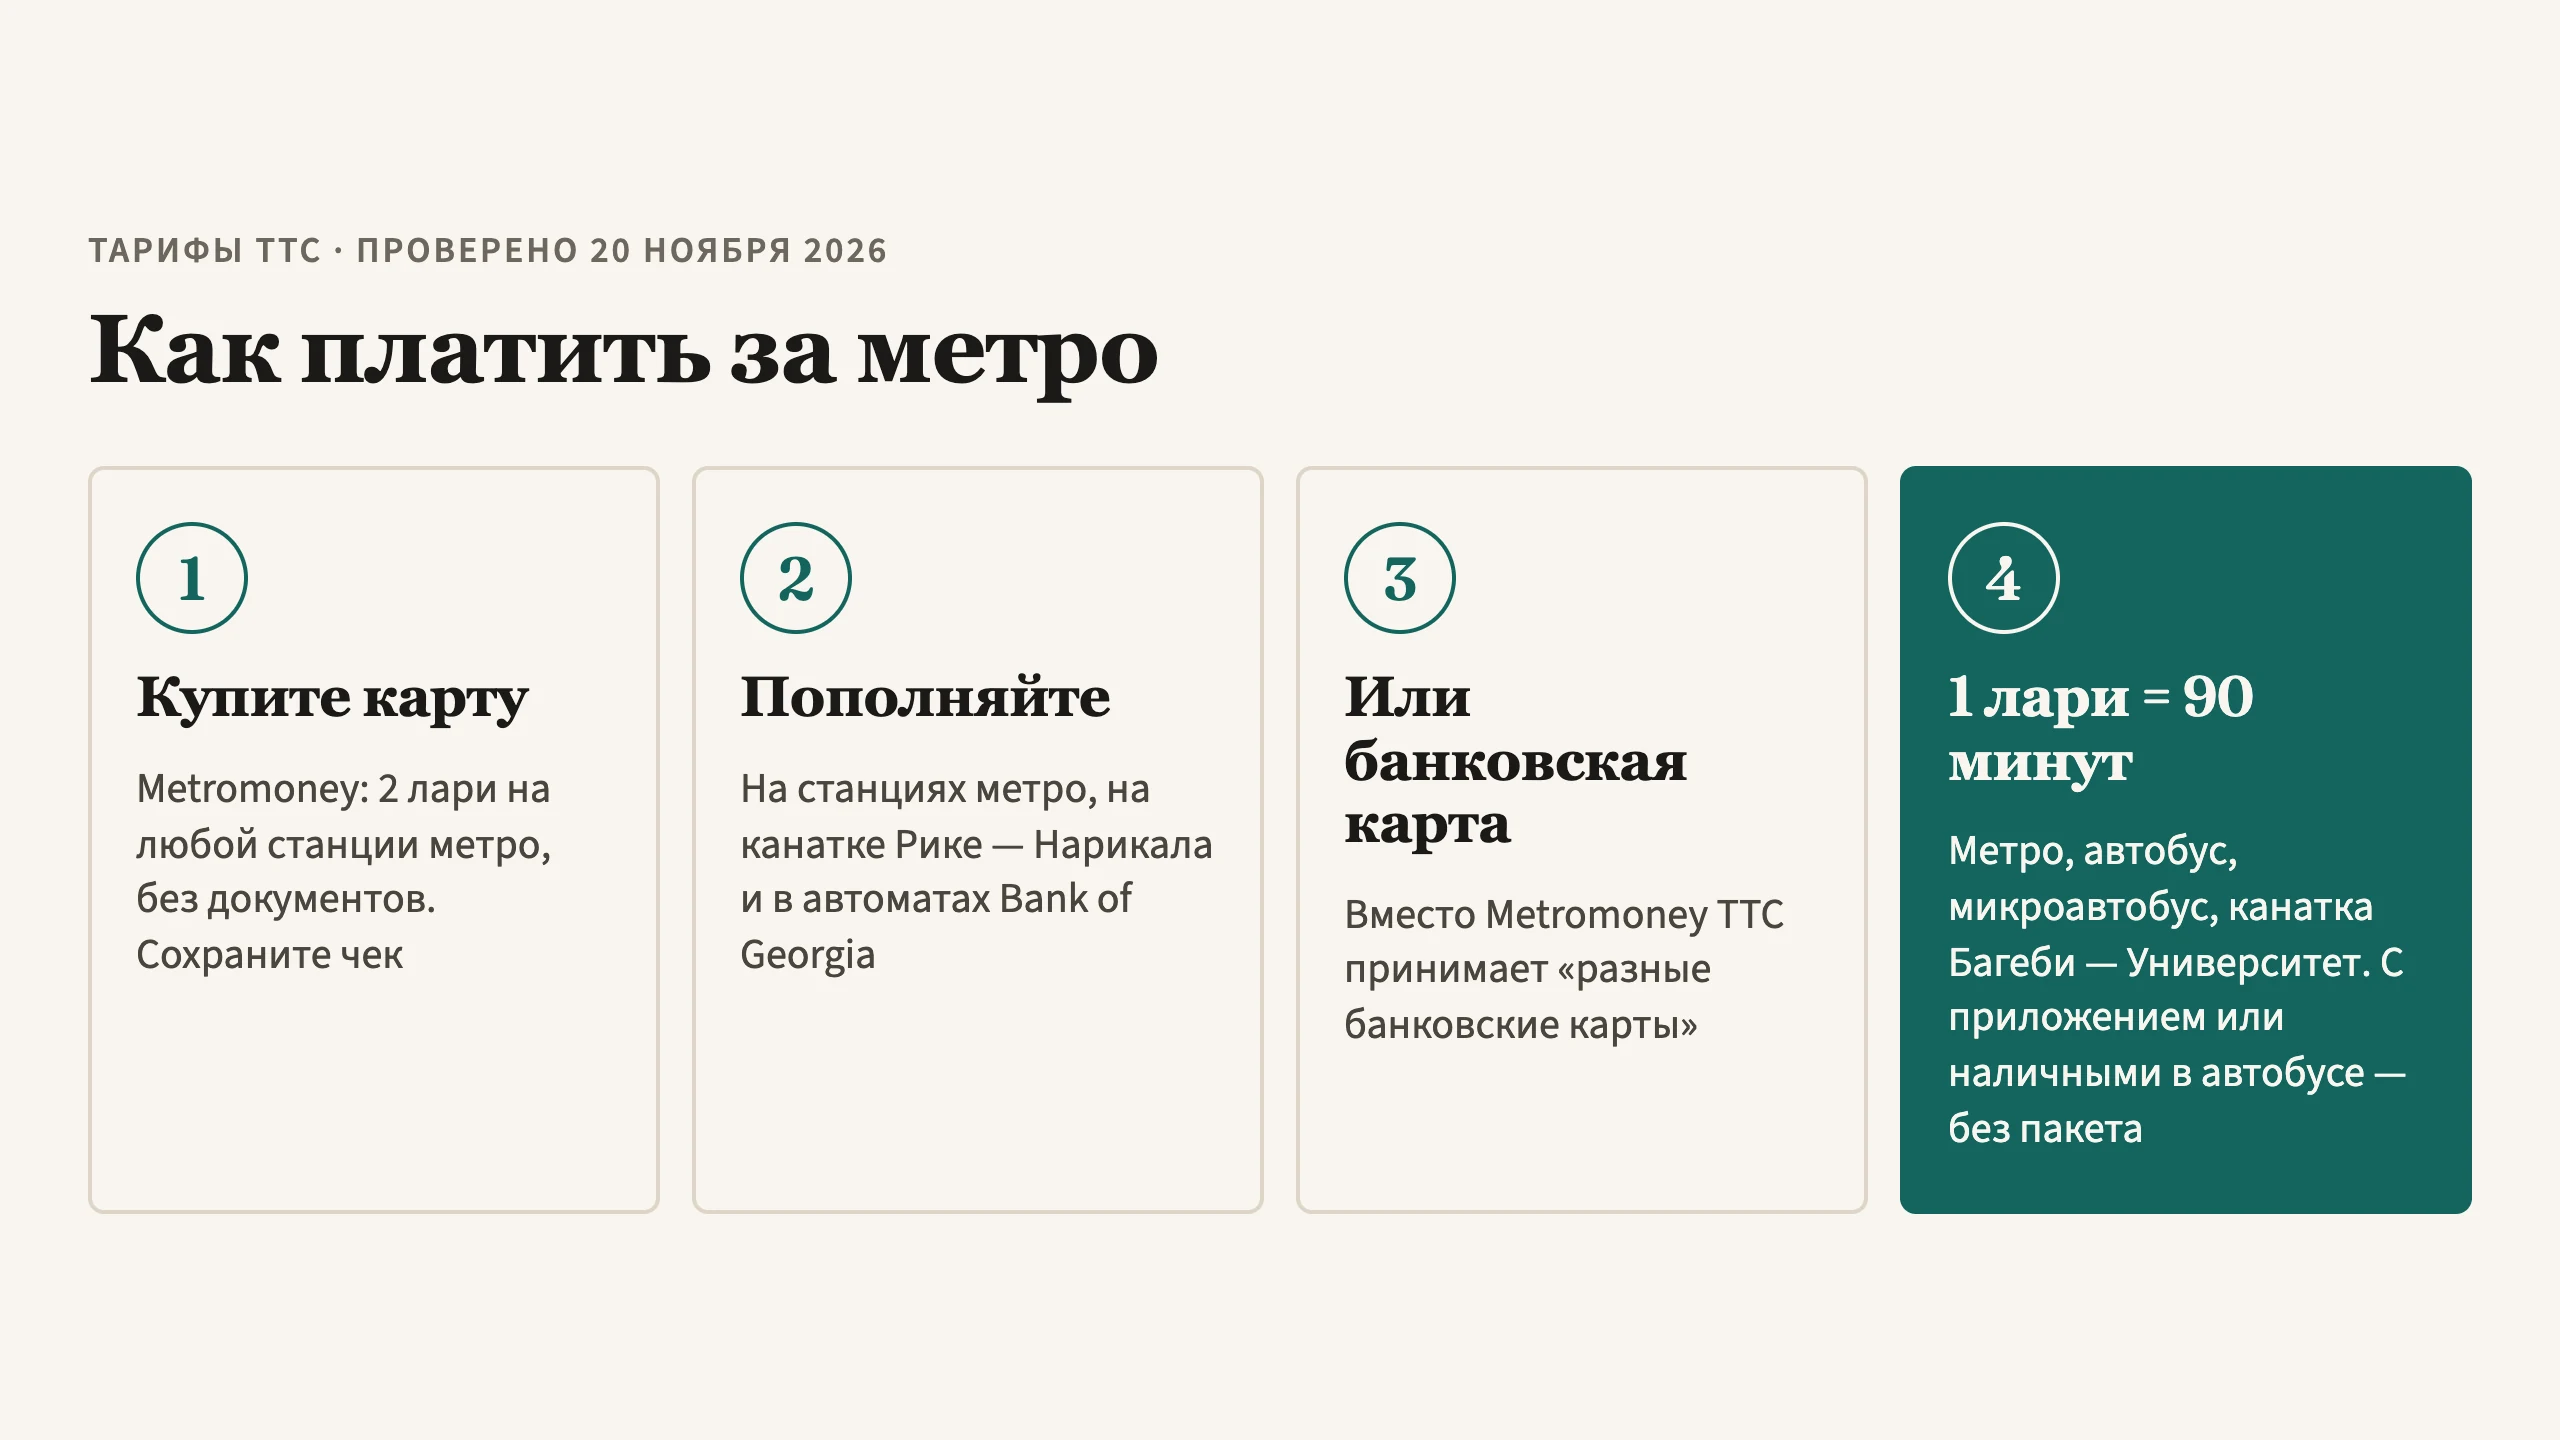 ТАРИФЫ ТТС · ПРОВЕРЕНО 20 НОЯБРЯ 2026
Как платить за метро
1
Купите карту
Metromoney: 2 лари на
любой станции метро,
без документов.
Сохраните чек
2
Пополняйте
На станциях метро, на
канатке Рике — Нарикала
и в автоматах Bank of
Georgia
3
Или
банковская
карта
Вместо Metromoney ТТС
принимает «разные
банковские карты»
4
1 лари = 90
минут
Метро, автобус,
микроавтобус, канатка
Багеби — Университет. С
приложением или
наличными в автобусе —
без пакета